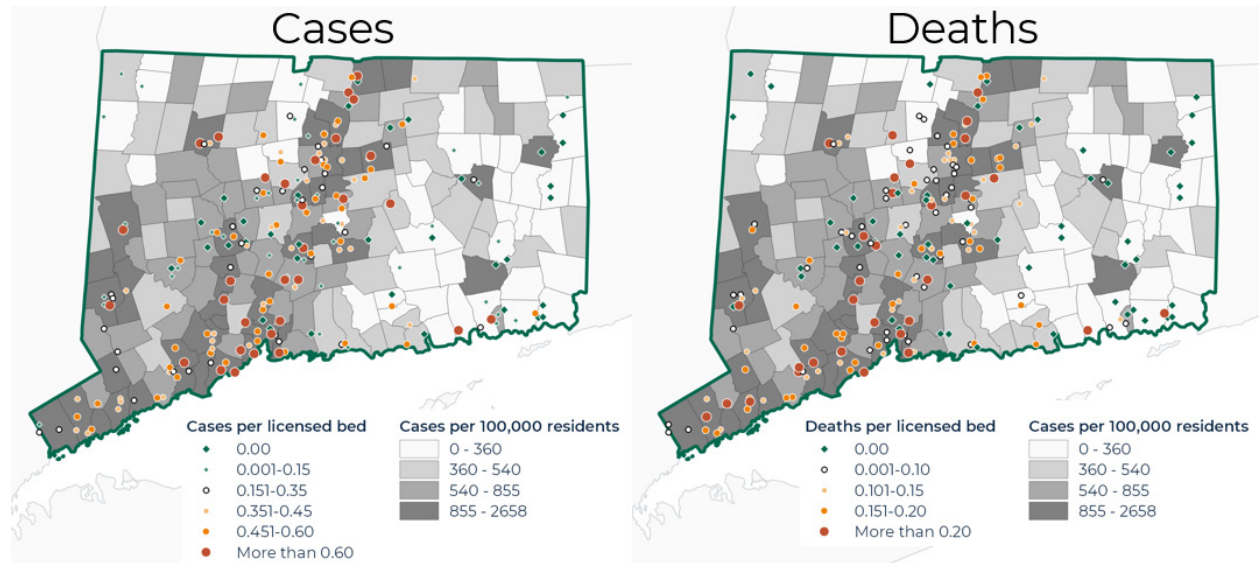 Cases
Deaths
Cases per licensed bed
0.00
0.001-0.15
0.151-0.35
0.351-0.45
0.451-0.60
More than 0.60
Cases per 100,000 residents
0 - 360
360 - 540
540 - 855
855 - 2658
Deaths per licensed bed
0.00
0.001-0.10
0.101-0.15
0.151-0.20
More than 0.20
Cases per 100,000 residents
0 - 360
360 - 540
540 - 855
855 - 2658